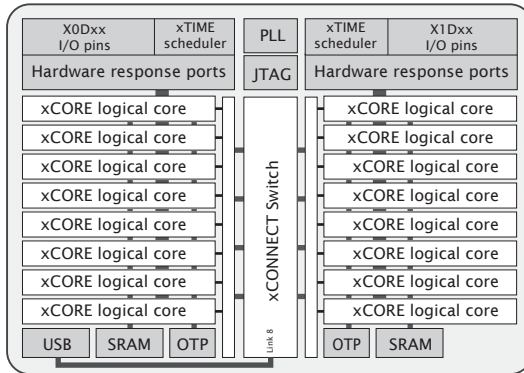 X0Dxx
I/O pins
xTIME
scheduler
PLL
xTIME
scheduler
X1Dxx
I/O pins
Hardware response ports
JTAG
Hardware response ports
xCORE logical core
xCORE logical core
xCORE logical core
xCORE logical core
xCORE logical core
xCORE logical core
xCORE logical core
xCORE logical core
xCONNECT Switch
Link 8
xCORE logical core
xCORE logical core
xCORE logical core
xCORE logical core
xCORE logical core
xCORE logical core
xCORE logical core
xCORE logical core
USB
SRAM
OTP
OTP
SRAM